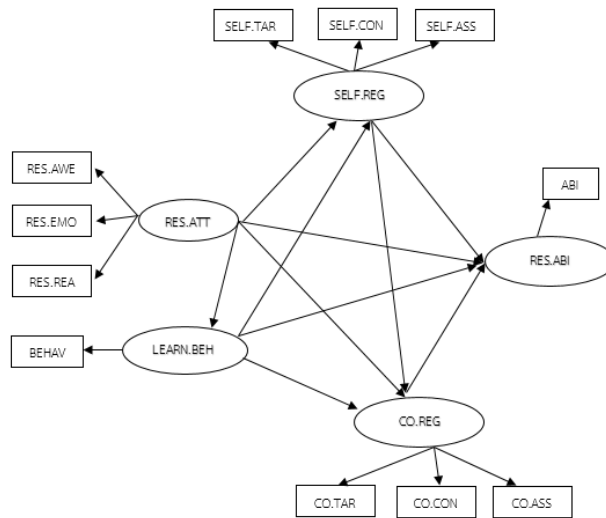 SELF.TAR
SELF.CON
SELF.ASS
SELF.REG
RES.AWE
RES.EMO
RES.ATT
RES.REA
ABI
RES.ABI
BEHAV
LEARN.BEH
CO.REG
CO.TAR
CO.CON
CO.ASS